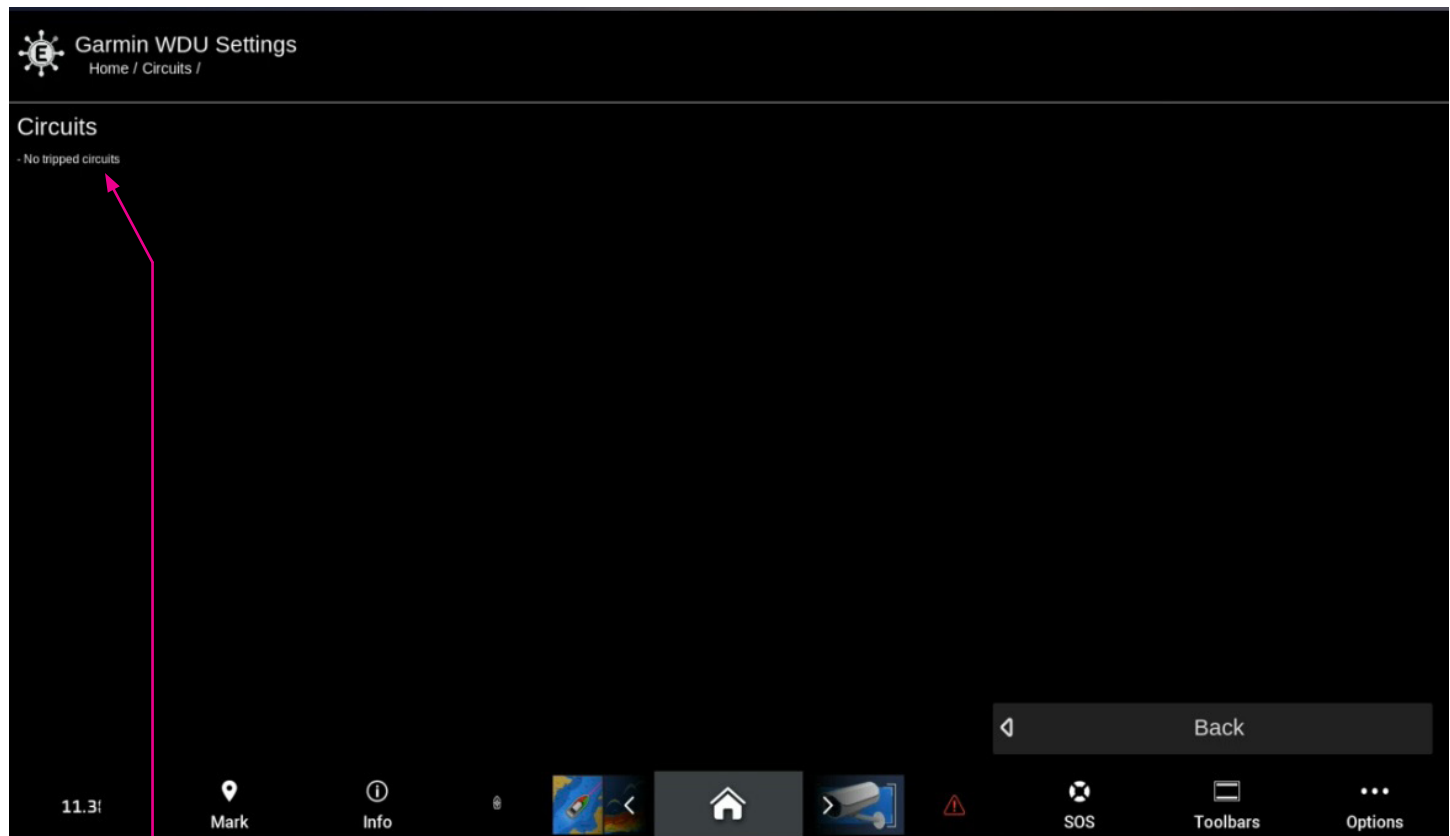 Garmin WDU Settings
Home / Circuits /
Circuits
- No tripped circuits
Back
Mark
Info
SOS
Toolbars
Options